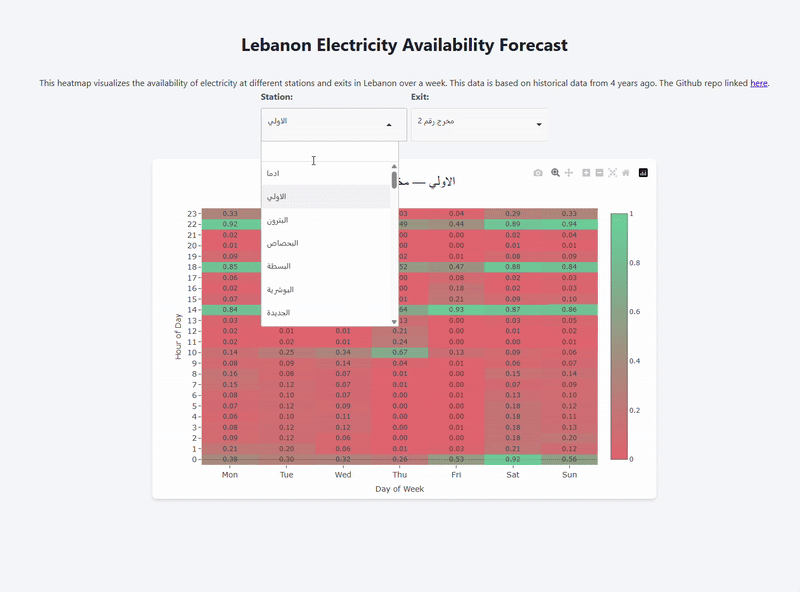 Lebanon Electricity Availability Forecast
This heatmap visualizes the availability of electricity at different stations and exits in Lebanon over a week. This data is based on historical data from 4 years ago. The Github repo linked here.
Station: Exit:
الاولي
مخرج رقم 2
ادما
الاولي
البترون
البحصاص
البسطة
البوشرية
الجديدة
الاولي — مخ
Hour of Day
23 0.33 03 0.04 0.29 0.33
22 0.92 49 0.44 0.89 0.94
21 0.02 00 0.00 0.02 0.04
20 0.01 00 0.00 0.01 0.01
19 0.09 02 0.01 0.08 0.09
18 0.85 52 0.47 0.88 0.84
17 0.06 00 0.08 0.02 0.03
16 0.02 00 0.18 0.02 0.03
15 0.07 01 0.21 0.09 0.10
14 0.84 64 0.93 0.87 0.86
13 0.03 13 0.00 0.03 0.05
12 0.02 0.01 0.01 0.21 0.00 0.01 0.02
11 0.02 0.02 0.01 0.24 0.00 0.01 0.02
10 0.14 0.25 0.34 0.67 0.13 0.09 0.06
9 0.08 0.09 0.14 0.04 0.01 0.06 0.07
8 0.16 0.08 0.07 0.01 0.00 0.15 0.14
7 0.15 0.12 0.07 0.01 0.00 0.07 0.09
6 0.08 0.10 0.07 0.00 0.01 0.13 0.10
5 0.07 0.12 0.09 0.00 0.00 0.18 0.12
4 0.06 0.10 0.11 0.00 0.00 0.18 0.11
3 0.08 0.12 0.12 0.00 0.01 0.18 0.13
2 0.09 0.12 0.06 0.00 0.00 0.18 0.20
1 0.21 0.20 0.06 0.01 0.03 0.21 0.12
0 0.38 0.30 0.32 0.26 0.53 0.92 0.56
Mon Tue Wed Thu Fri Sat Sun
Day of Week
1
0.8
0.6
0.4
0.2
0